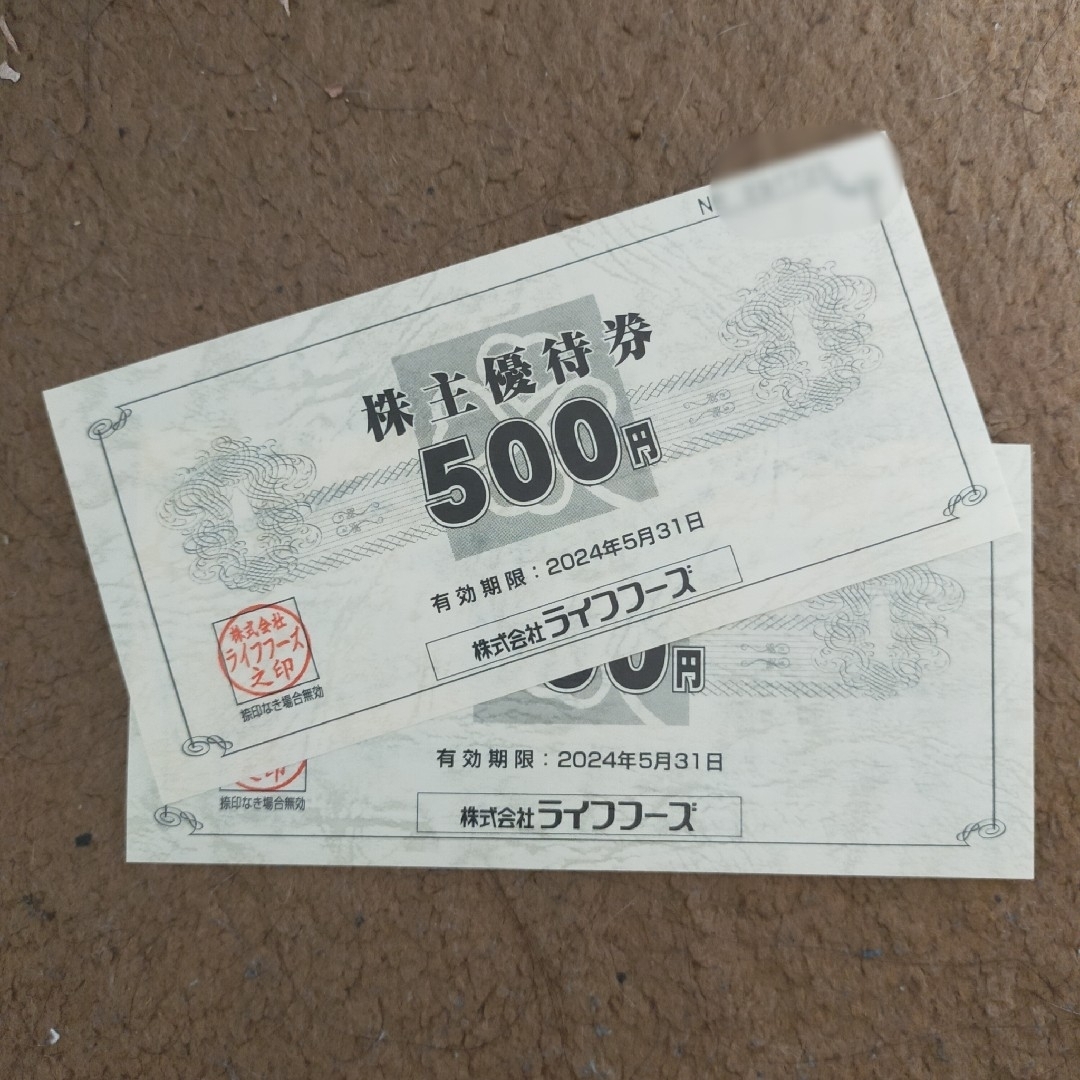 N
株主優待券
500円
有効期限：2024年5月31日
株式会社ライフフーズ
株式会社
ライフフーズ
之印
捺印なき場合無効
00円
有効期限：2024年5月31日
株式会社ライフフーズ
捺印なき場合無効